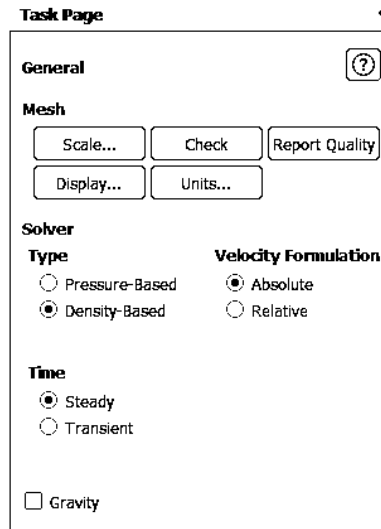 Task Page
General
Mesh
Scale... Check Report Quality
Display... Units...
Solver
Type Velocity Formulation
Pressure-Based Absolute
Density-Based Relative
Time
Steady
Transient
Gravity